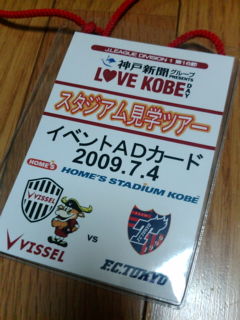 J.LEAGUE DIVISION 1 第16節
神戸新聞グループ PRESENTS
LOVE KOBE DAY
スタジアム見学ツアー
イベントADカード
2009.7.4
HOME'S STADIUM KOBE
HOME'S
VISSEL
VISSEL
VS
F.C.TOKYO